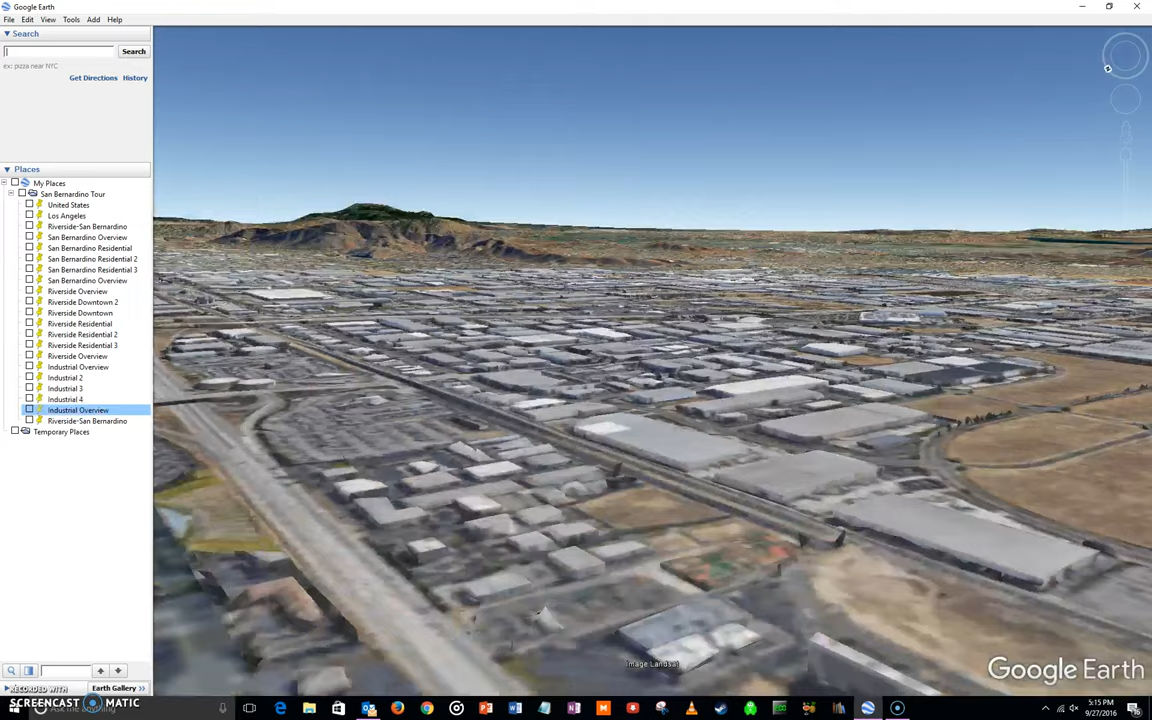 Google Earth
File Edit View Tools Add Help
Search
Search
ex: pizza near NYC
Get Directions History
Places
My Places
San Bernardino Tour
United States
Los Angeles
Riverside-San Bernardino
San Bernardino Overview
San Bernardino Residential
San Bernardino Residential 2
San Bernardino Residential 3
San Bernardino Overview
Riverside Overview
Riverside Downtown 2
Riverside Downtown
Riverside Residential
Riverside Residential 2
Riverside Residential 3
Riverside Overview
Industrial Overview
Industrial 2
Industrial 3
Industrial 4
Industrial Overview
Riverside-San Bernardino
Temporary Places
Image Landsat
Google Earth
Earth Gallery >>
RECORDED WITH
SCREENCAST MATIC
5:15 PM
9/27/2016